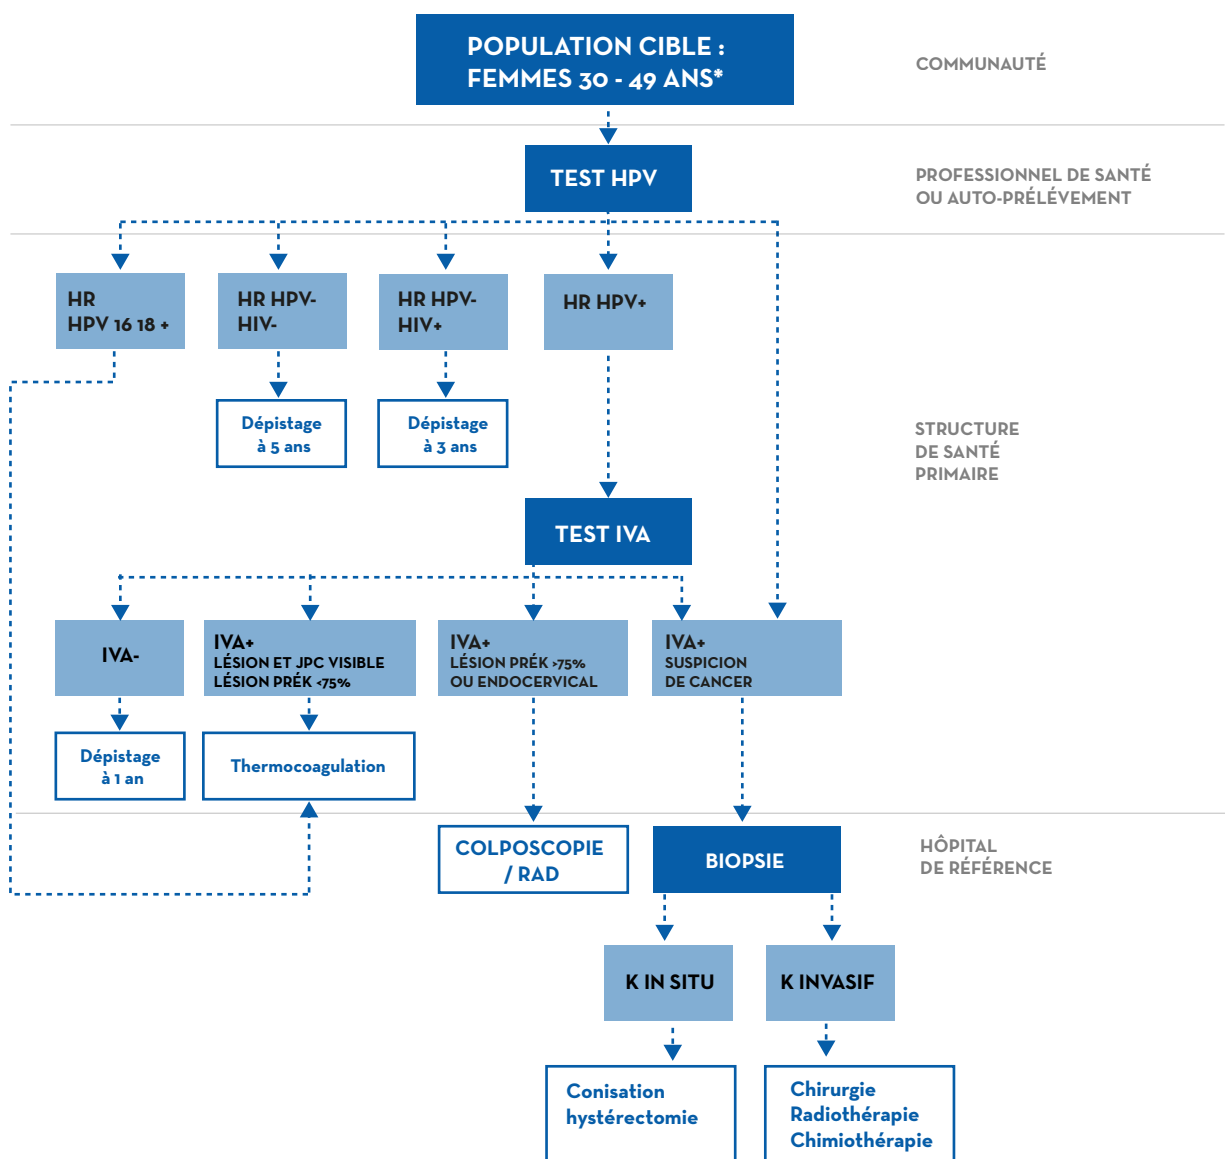 POPULATION CIBLE :
FEMMES 30 - 49 ANS*
COMMUNAUTÉ
TEST HPV
PROFESSIONNEL DE SANTÉ
OU AUTO-PRÉLÉVEMENT
HR
HPV 16 18 +
HR HPV-
HIV-
HR HPV-
HIV+
HR HPV+
Dépistage
à 5 ans
Dépistage
à 3 ans
STRUCTURE
DE SANTÉ
PRIMAIRE
TEST IVA
IVA-
IVA+
LÉSION ET JPC VISIBLE
LÉSION PRÉK <75%
IVA+
LÉSION PRÉK >75%
OU ENDOCERVICAL
IVA+
SUSPICION
DE CANCER
Dépistage
à 1 an
Thermocoagulation
COLPOSCOPIE
/ RAD
BIOPSIE
HÔPITAL
DE RÉFÉRENCE
K IN SITU
K INVASIF
Conisation
hystérectomie
Chirurgie
Radiothérapie
Chimiothérapie